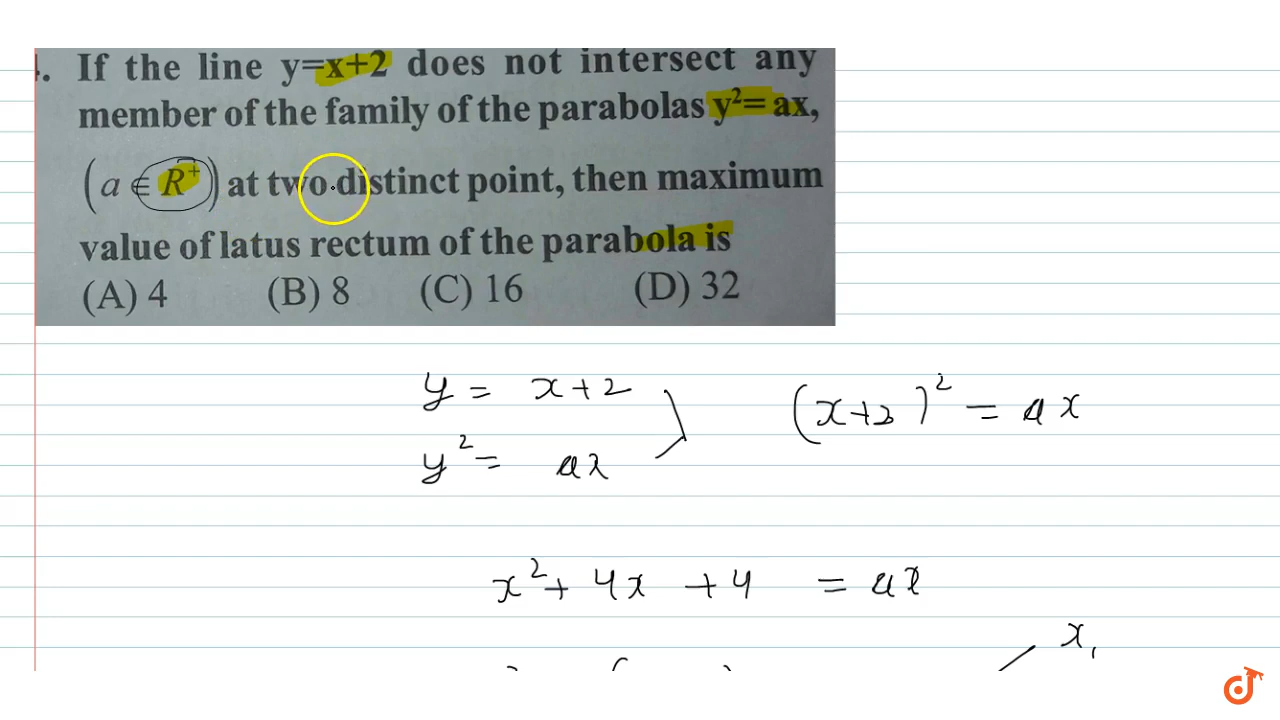 . If the line y=x+2 does not intersect any
member of the family of the parabolas y²= ax,
(a ∈ R⁺) at two distinct point, then maximum
value of latus rectum of the parabola is
(A) 4 (B) 8 (C) 16 (D) 32
y = x+2
(x+2)² = ax
y² = ax
x² + 4x + 4 = ax
x₁